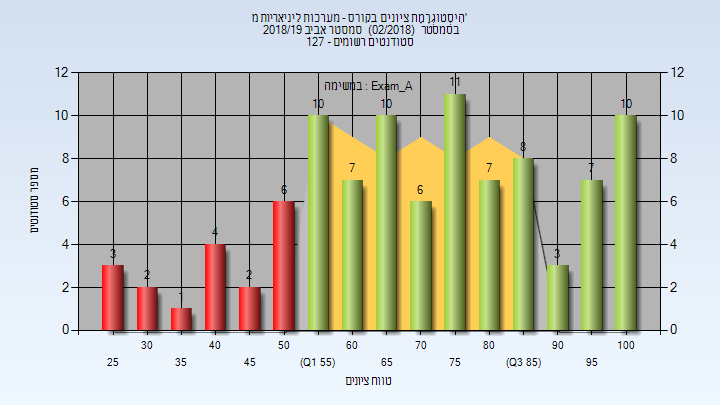 היסטוגרמת ציונים בקורס - מערכות ליניאריות מ'
בסמסטר (02/2018) סמסטר אביב 2018/19
סטודנטים רשומים - 127
במשימה : Exam_A
מספר סטודנטים
12 12
10 10
8 8
6 6
4 4
2 2
0 0
3 2 1 4 2 6 10 7 10 6 11 7 8 3 7 10
30 40 50 60 70 80 90 100
25 35 45 (Q1 55) 65 75 (Q3 85) 95
טווח ציונים